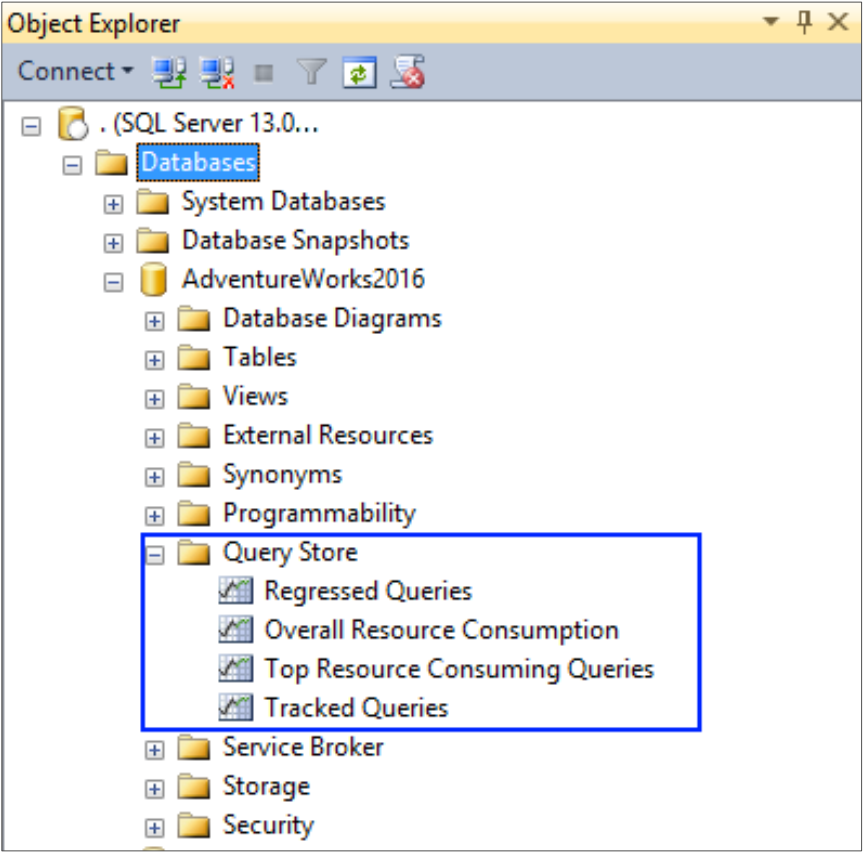 Object Explorer
Connect
. (SQL Server 13.0...
Databases
System Databases
Database Snapshots
AdventureWorks2016
Database Diagrams
Tables
Views
External Resources
Synonyms
Programmability
Query Store
Regressed Queries
Overall Resource Consumption
Top Resource Consuming Queries
Tracked Queries
Service Broker
Storage
Security